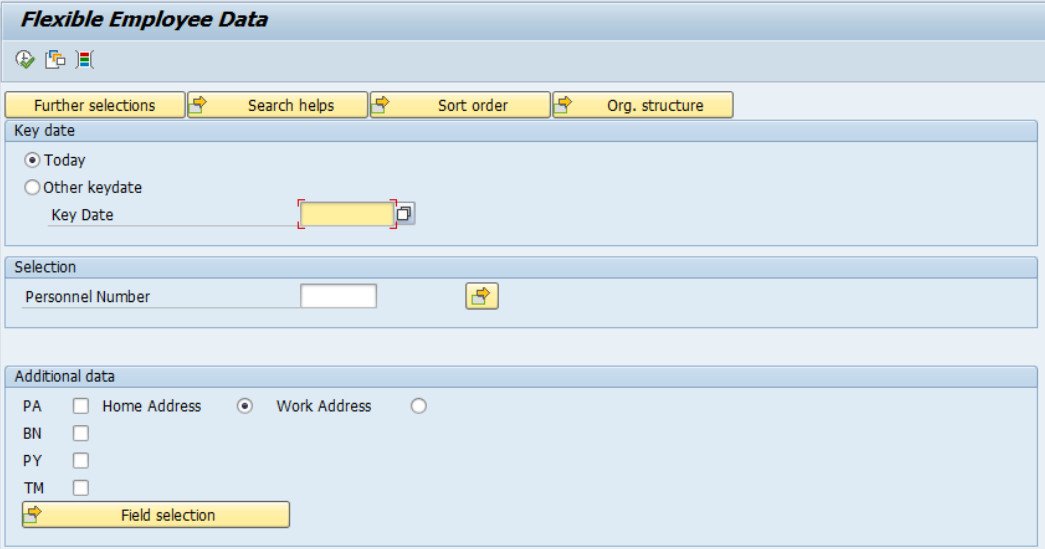 Flexible Employee Data
Further selections Search helps Sort order Org. structure
Key date
Today
Other keydate
Key Date
Selection
Personnel Number
Additional data
PA Home Address Work Address
BN
PY
TM
Field selection